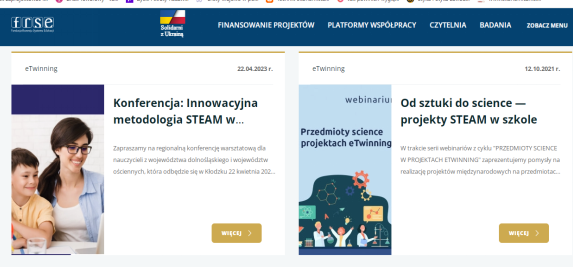 frse
Solidarni
z Ukrainą
FINANSOWANIE PROJEKTÓW
PLATFORMY WSPÓŁPRACY
CZYTELNIA
BADANIA
ZOBACZ MENU
eTwinning
22.04.2023 r.
Konferencja: Innowacyjna
metodologia STEAM w...
Zapraszamy na regionalną konferencję warsztatową dla
nauczycieli z województwa dolnośląskiego i województw
ościennych, która odbędzie się w Kłodzku 22 kwietnia 202...
WIĘCEJ
eTwinning
12.10.2021 r.
webinariu
Przedmioty science
projektach eTwinning
Od sztuki do science —
projekty STEAM w szkole
W trakcie serii webinariów z cyklu "PRZEDMIOTY SCIENCE
W PROJEKTACH ETWINNING" zaprezentujemy pomysły na
realizację projektów międzynarodowych na przedmiotac...
WIĘCEJ